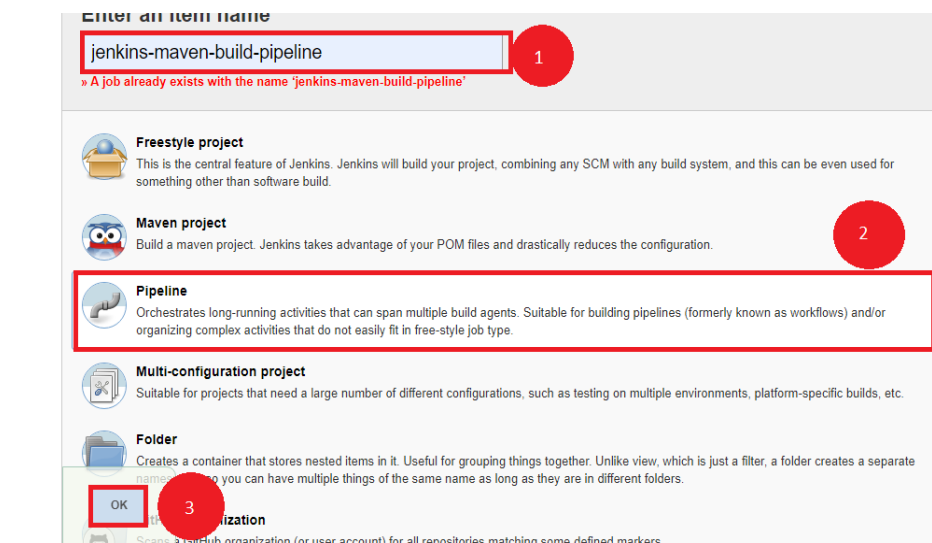 Enter an item name
jenkins-maven-build-pipeline
1
» A job already exists with the name ‘jenkins-maven-build-pipeline’
Freestyle project
This is the central feature of Jenkins. Jenkins will build your project, combining any SCM with any build system, and this can be even used for
something other than software build.
Maven project
Build a maven project. Jenkins takes advantage of your POM files and drastically reduces the configuration.
2
Pipeline
Orchestrates long-running activities that can span multiple build agents. Suitable for building pipelines (formerly known as workflows) and/or
organizing complex activities that do not easily fit in free-style job type.
Multi-configuration project
Suitable for projects that need a large number of different configurations, such as testing on multiple environments, platform-specific builds, etc.
Folder
Creates a container that stores nested items in it. Useful for grouping things together. Unlike view, which is just a filter, a folder creates a separate
you can have multiple things of the same name as long as they are in different folders.
OK
3
ization
Scans a GitHub organization (or user account) for all repositories matching some defined markers.